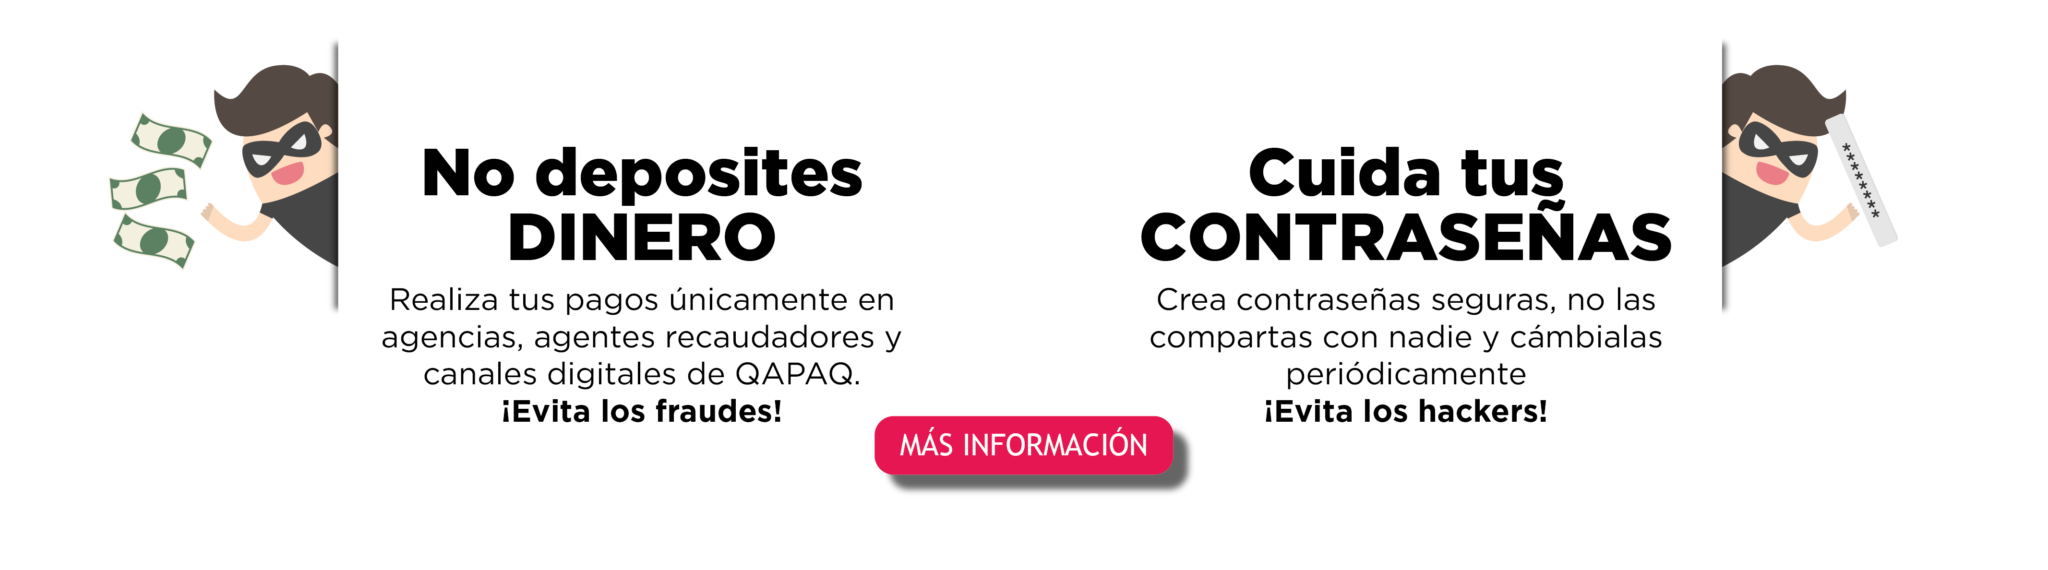 No deposites
DINERO
Realiza tus pagos únicamente en
agencias, agentes recaudadores y
canales digitales de QAPAQ.
¡Evita los fraudes!
Cuida tus
CONTRASEÑAS
Crea contraseñas seguras, no las
compartas con nadie y cámbialas
periódicamente
¡Evita los hackers!
*******
MÁS INFORMACIÓN